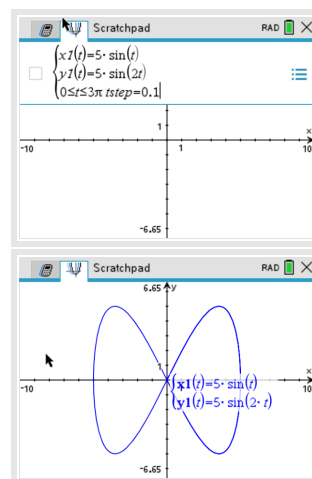 Scratchpad RAD
x1(t)=5·sin(t)
y1(t)=5·sin(2t)
0≤t≤3π tstep=0.1
1
x
-10 1 10
-6.65
Scratchpad RAD
6.65 y
1
x
-10 10
x1(t)=5·sin(t)
y1(t)=5·sin(2·t)
-6.65